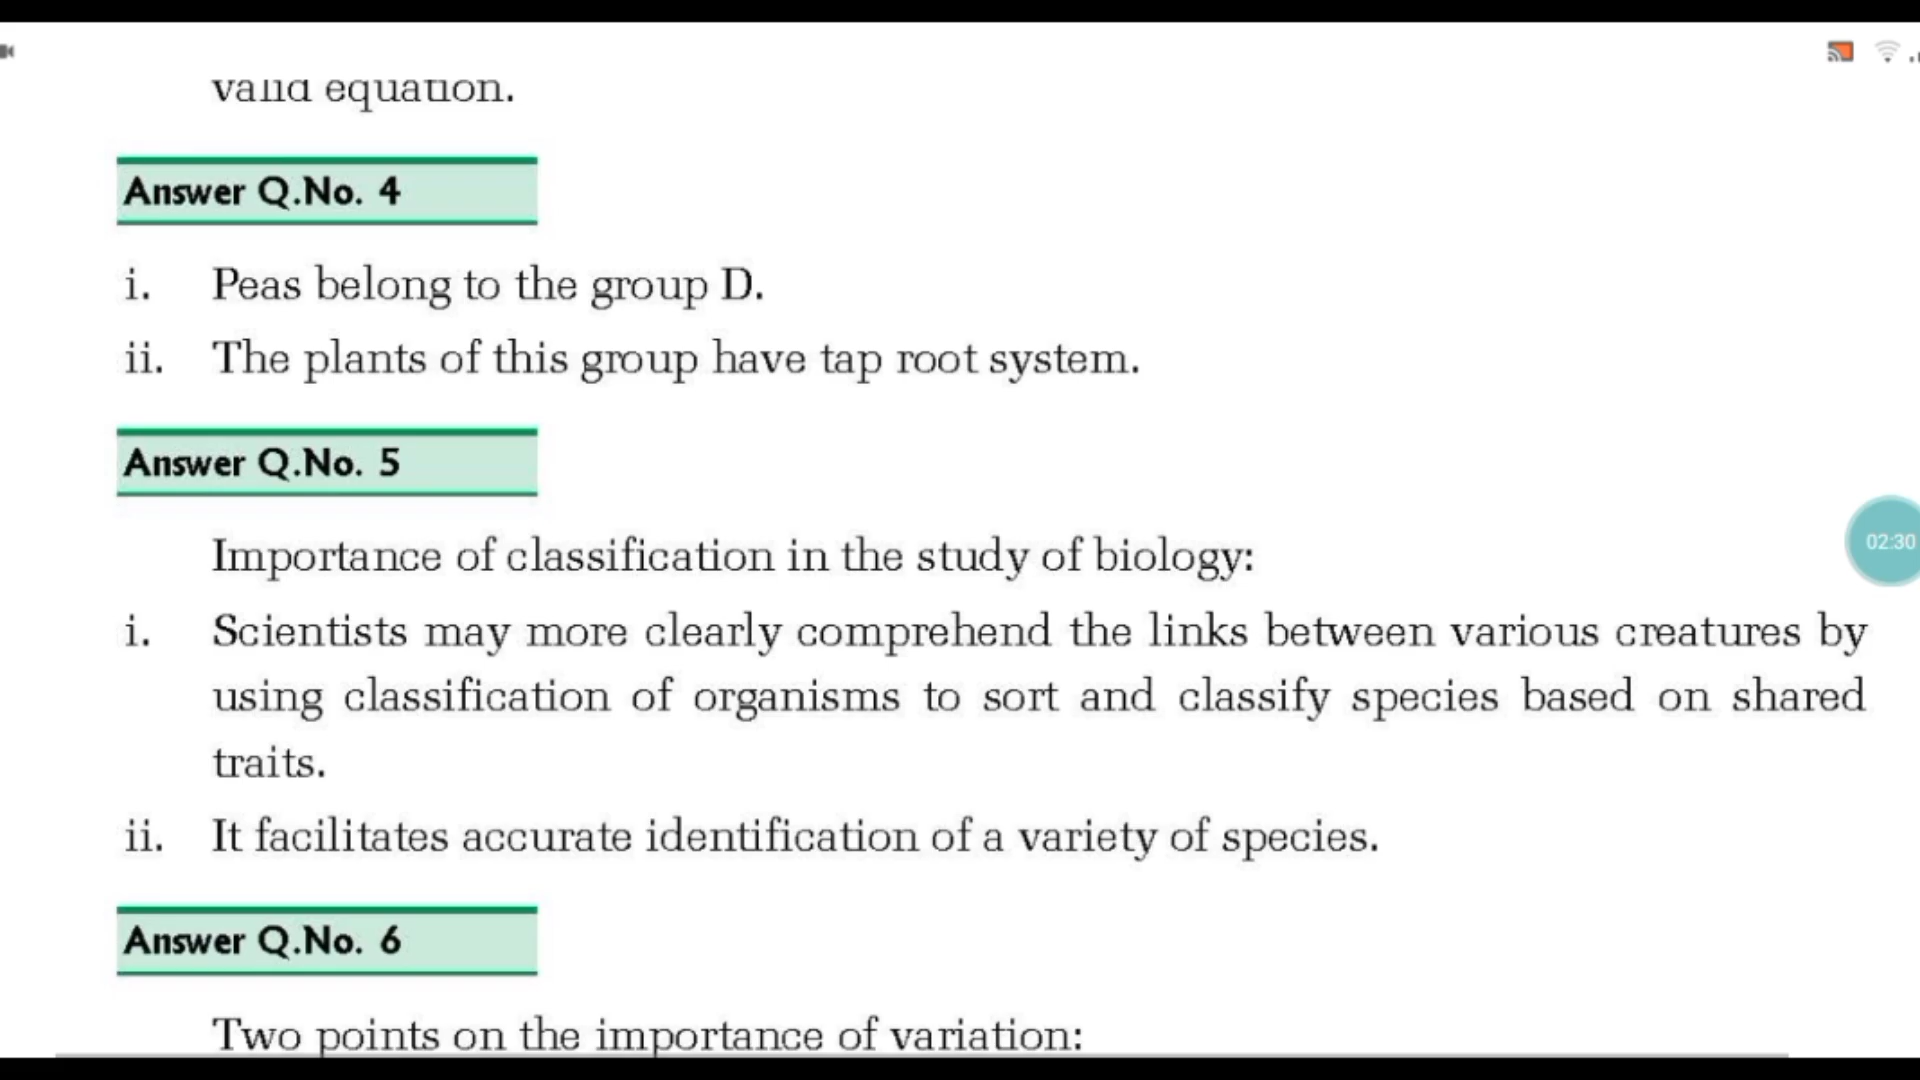 valid equation.
Answer Q.No. 4
i. Peas belong to the group D.
ii. The plants of this group have tap root system.
Answer Q.No. 5
Importance of classification in the study of biology:
i. Scientists may more clearly comprehend the links between various creatures by
using classification of organisms to sort and classify species based on shared
traits.
02:30
ii. It facilitates accurate identification of a variety of species.
Answer Q.No. 6
Two points on the importance of variation: